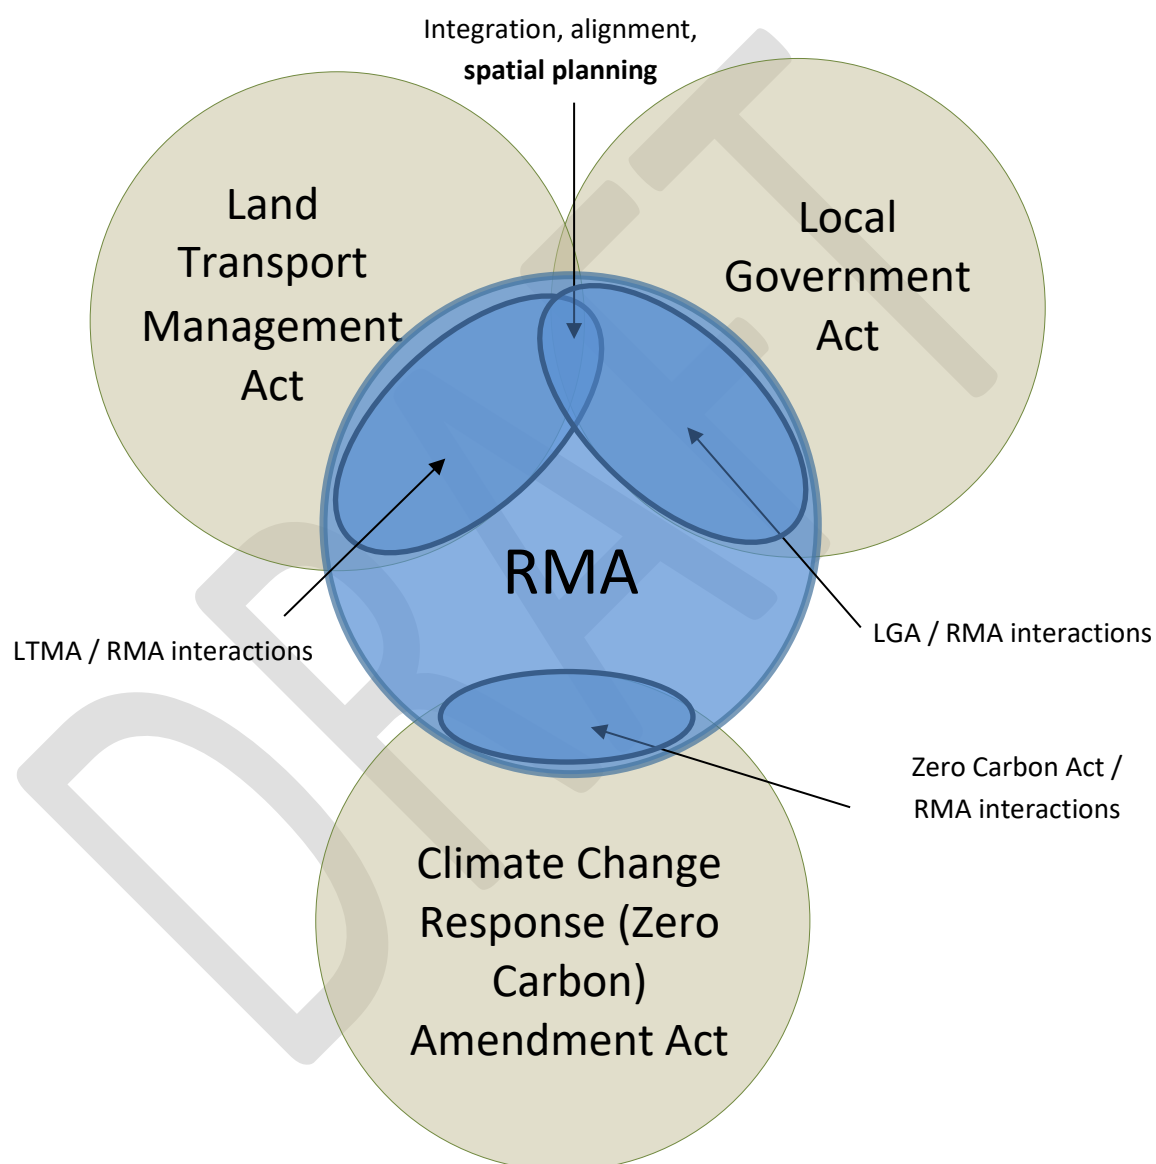 Integration, alignment,
spatial planning
Land
Transport
Management
Act
Local
Government
Act
RMA
LTMA / RMA interactions
LGA / RMA interactions
Zero Carbon Act /
RMA interactions
Climate Change
Response (Zero
Carbon)
Amendment Act
DRAFT